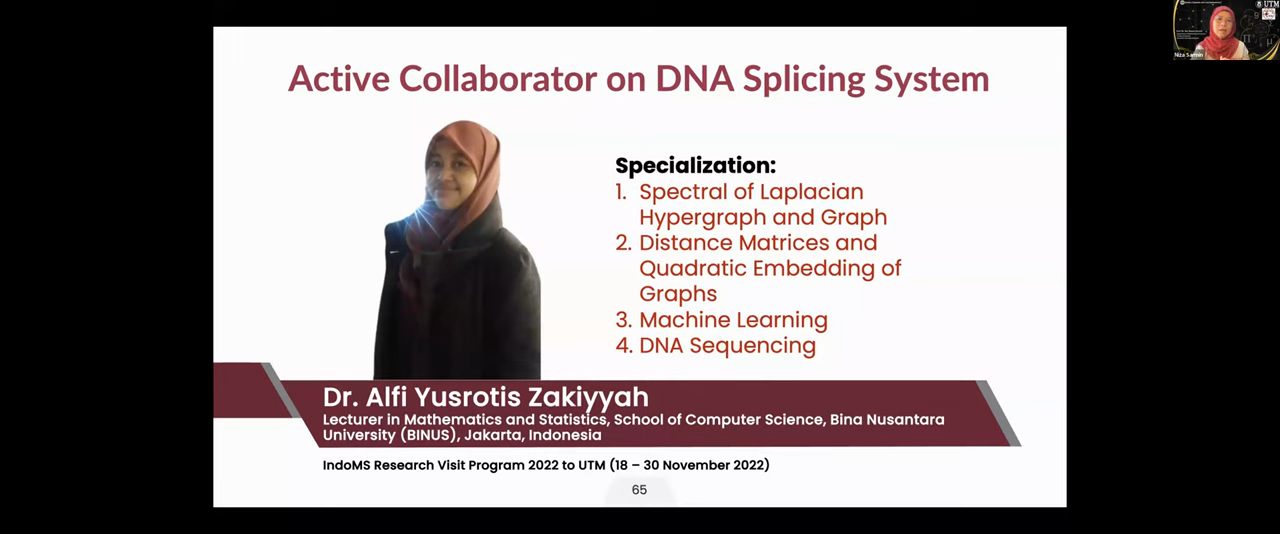 Active Collaborator on DNA Splicing System
Specialization:
1. Spectral of Laplacian
Hypergraph and Graph
2. Distance Matrices and
Quadratic Embedding of
Graphs
3. Machine Learning
4. DNA Sequencing
Dr. Alfi Yusrotis Zakiyyah
Lecturer in Mathematics and Statistics, School of Computer Science, Bina Nusantara
University (BINUS), Jakarta, Indonesia
IndoMS Research Visit Program 2022 to UTM (18 – 30 November 2022)
65
UTM
Niza Sarmin